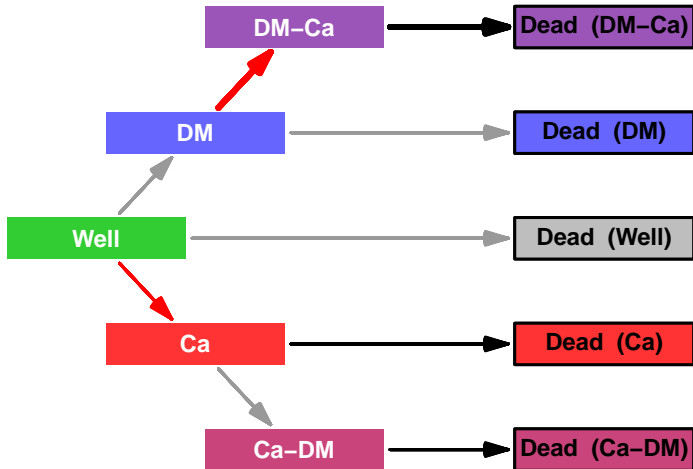 DM−Ca
Dead (DM−Ca)
DM
Dead (DM)
Well
Dead (Well)
Ca
Dead (Ca)
Ca−DM
Dead (Ca−DM)